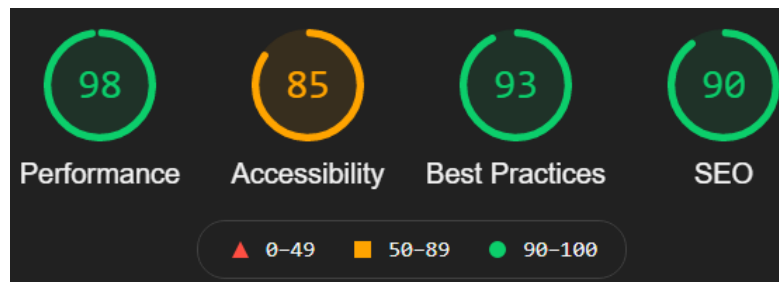 98 85 93 90
Performance Accessibility Best Practices SEO
0–49 50–89 90–100